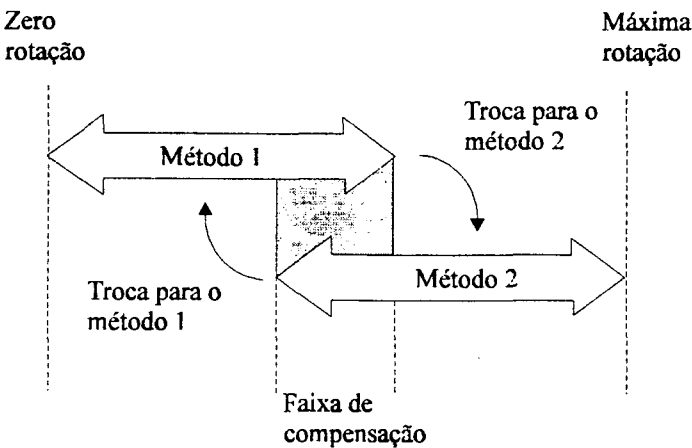 Zero
rotação
Máxima
rotação
Troca para o
método 2
Método 1
Método 2
Troca para o
método 1
Faixa de
compensação